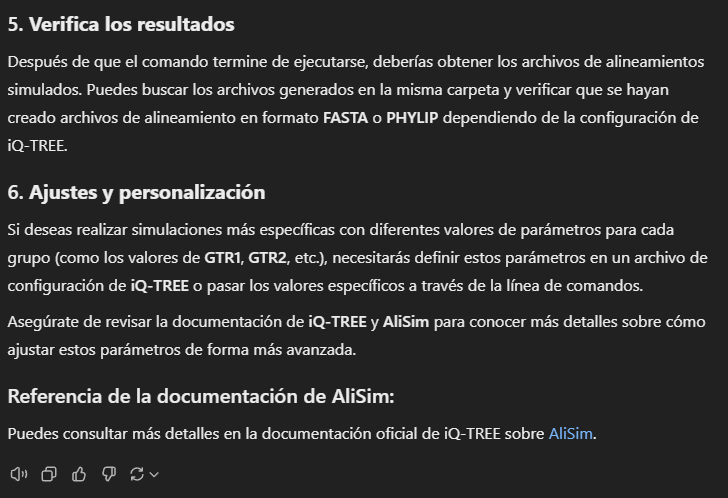 5. Verifica los resultados
Después de que el comando termine de ejecutarse, deberías obtener los archivos de alineamientos
simulados. Puedes buscar los archivos generados en la misma carpeta y verificar que se hayan
creado archivos de alineamiento en formato FASTA o PHYLIP dependiendo de la configuración de
iQ-TREE.
6. Ajustes y personalización
Si deseas realizar simulaciones más específicas con diferentes valores de parámetros para cada
grupo (como los valores de GTR1, GTR2, etc.), necesitarás definir estos parámetros en un archivo de
configuración de iQ-TREE o pasar los valores específicos a través de la línea de comandos.
Asegúrate de revisar la documentación de iQ-TREE y AliSim para conocer más detalles sobre cómo
ajustar estos parámetros de forma más avanzada.
Referencia de la documentación de AliSim:
Puedes consultar más detalles en la documentación oficial de iQ-TREE sobre AliSim.